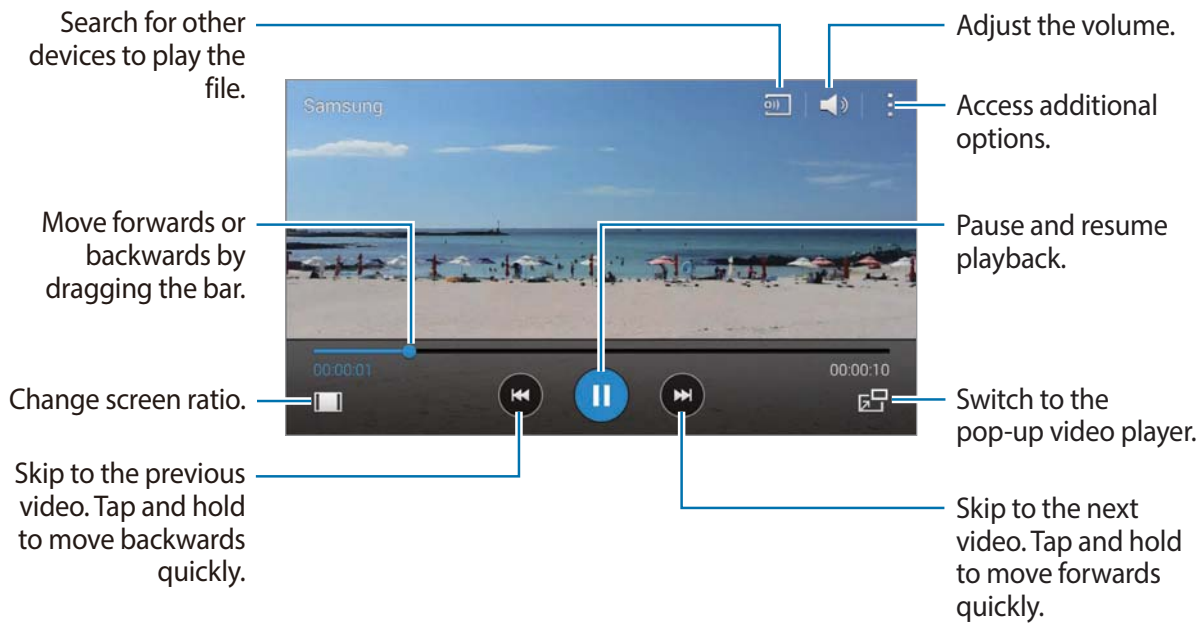 Search for other
devices to play the
file.
Adjust the volume.
Samsung
Access additional
options.
Move forwards or
backwards by
dragging the bar.
Pause and resume
playback.
00:00:01
00:00:10
Change screen ratio.
Switch to the
pop-up video player.
Skip to the previous
video. Tap and hold
to move backwards
quickly.
Skip to the next
video. Tap and hold
to move forwards
quickly.